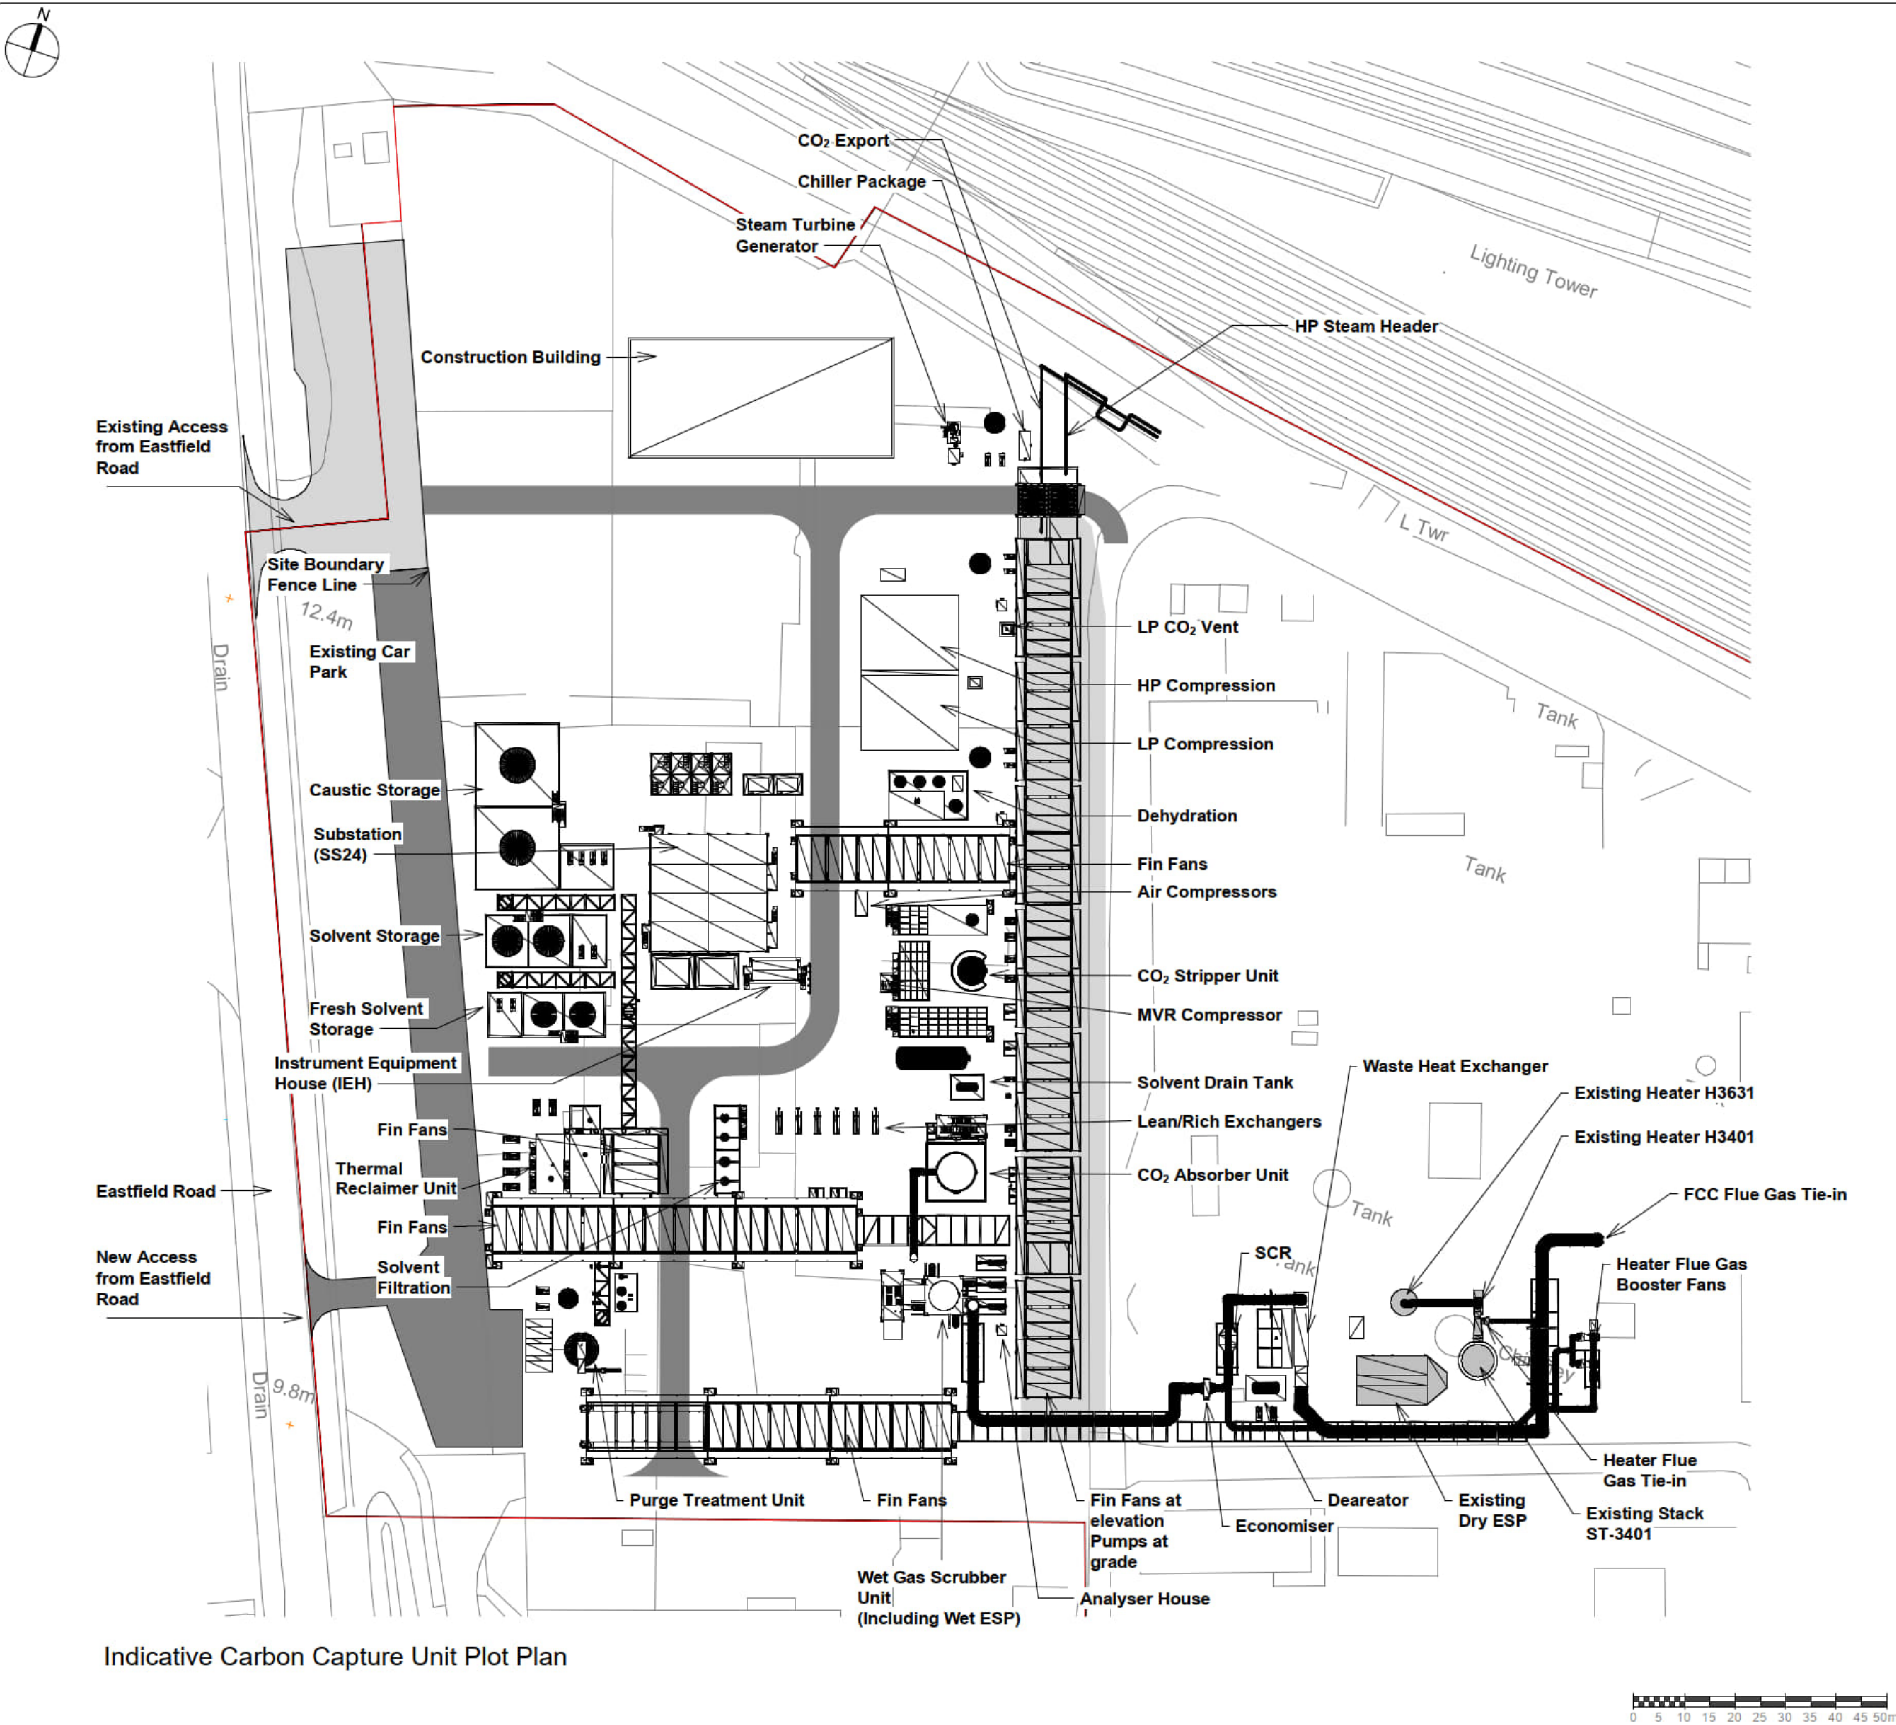 N
CO₂ Export
Chiller Package
Steam Turbine
Generator
Lighting Tower
HP Steam Header
Construction Building
Existing Access
from Eastfield
Road
L Twr
Site Boundary
Fence Line
12.4m
Drain
Existing Car
Park
LP CO₂ Vent
HP Compression
LP Compression
Tank
Caustic Storage
Substation
(SS24)
Dehydration
Fin Fans
Air Compressors
Tank
Solvent Storage
CO₂ Stripper Unit
Fresh Solvent
Storage
MVR Compressor
Instrument Equipment
House (IEH)
Solvent Drain Tank
Waste Heat Exchanger
Existing Heater H3631
Lean/Rich Exchangers
Existing Heater H3401
Fin Fans
Thermal
Reclaimer Unit
CO₂ Absorber Unit
Eastfield Road
FCC Flue Gas Tie-in
Tank
Fin Fans
New Access
from Eastfield
Road
Solvent
Filtration
SCR
Tank
Heater Flue Gas
Booster Fans
Chimney
Drain
9.8m
Heater Flue
Gas Tie-in
Purge Treatment Unit
Fin Fans
Fin Fans at
elevation
Pumps at
grade
Deareator
Economiser
Existing
Dry ESP
Existing Stack
ST-3401
Wet Gas Scrubber
Unit
(Including Wet ESP)
Analyser House
Indicative Carbon Capture Unit Plot Plan
0 5 10 15 20 25 30 35 40 45 50m